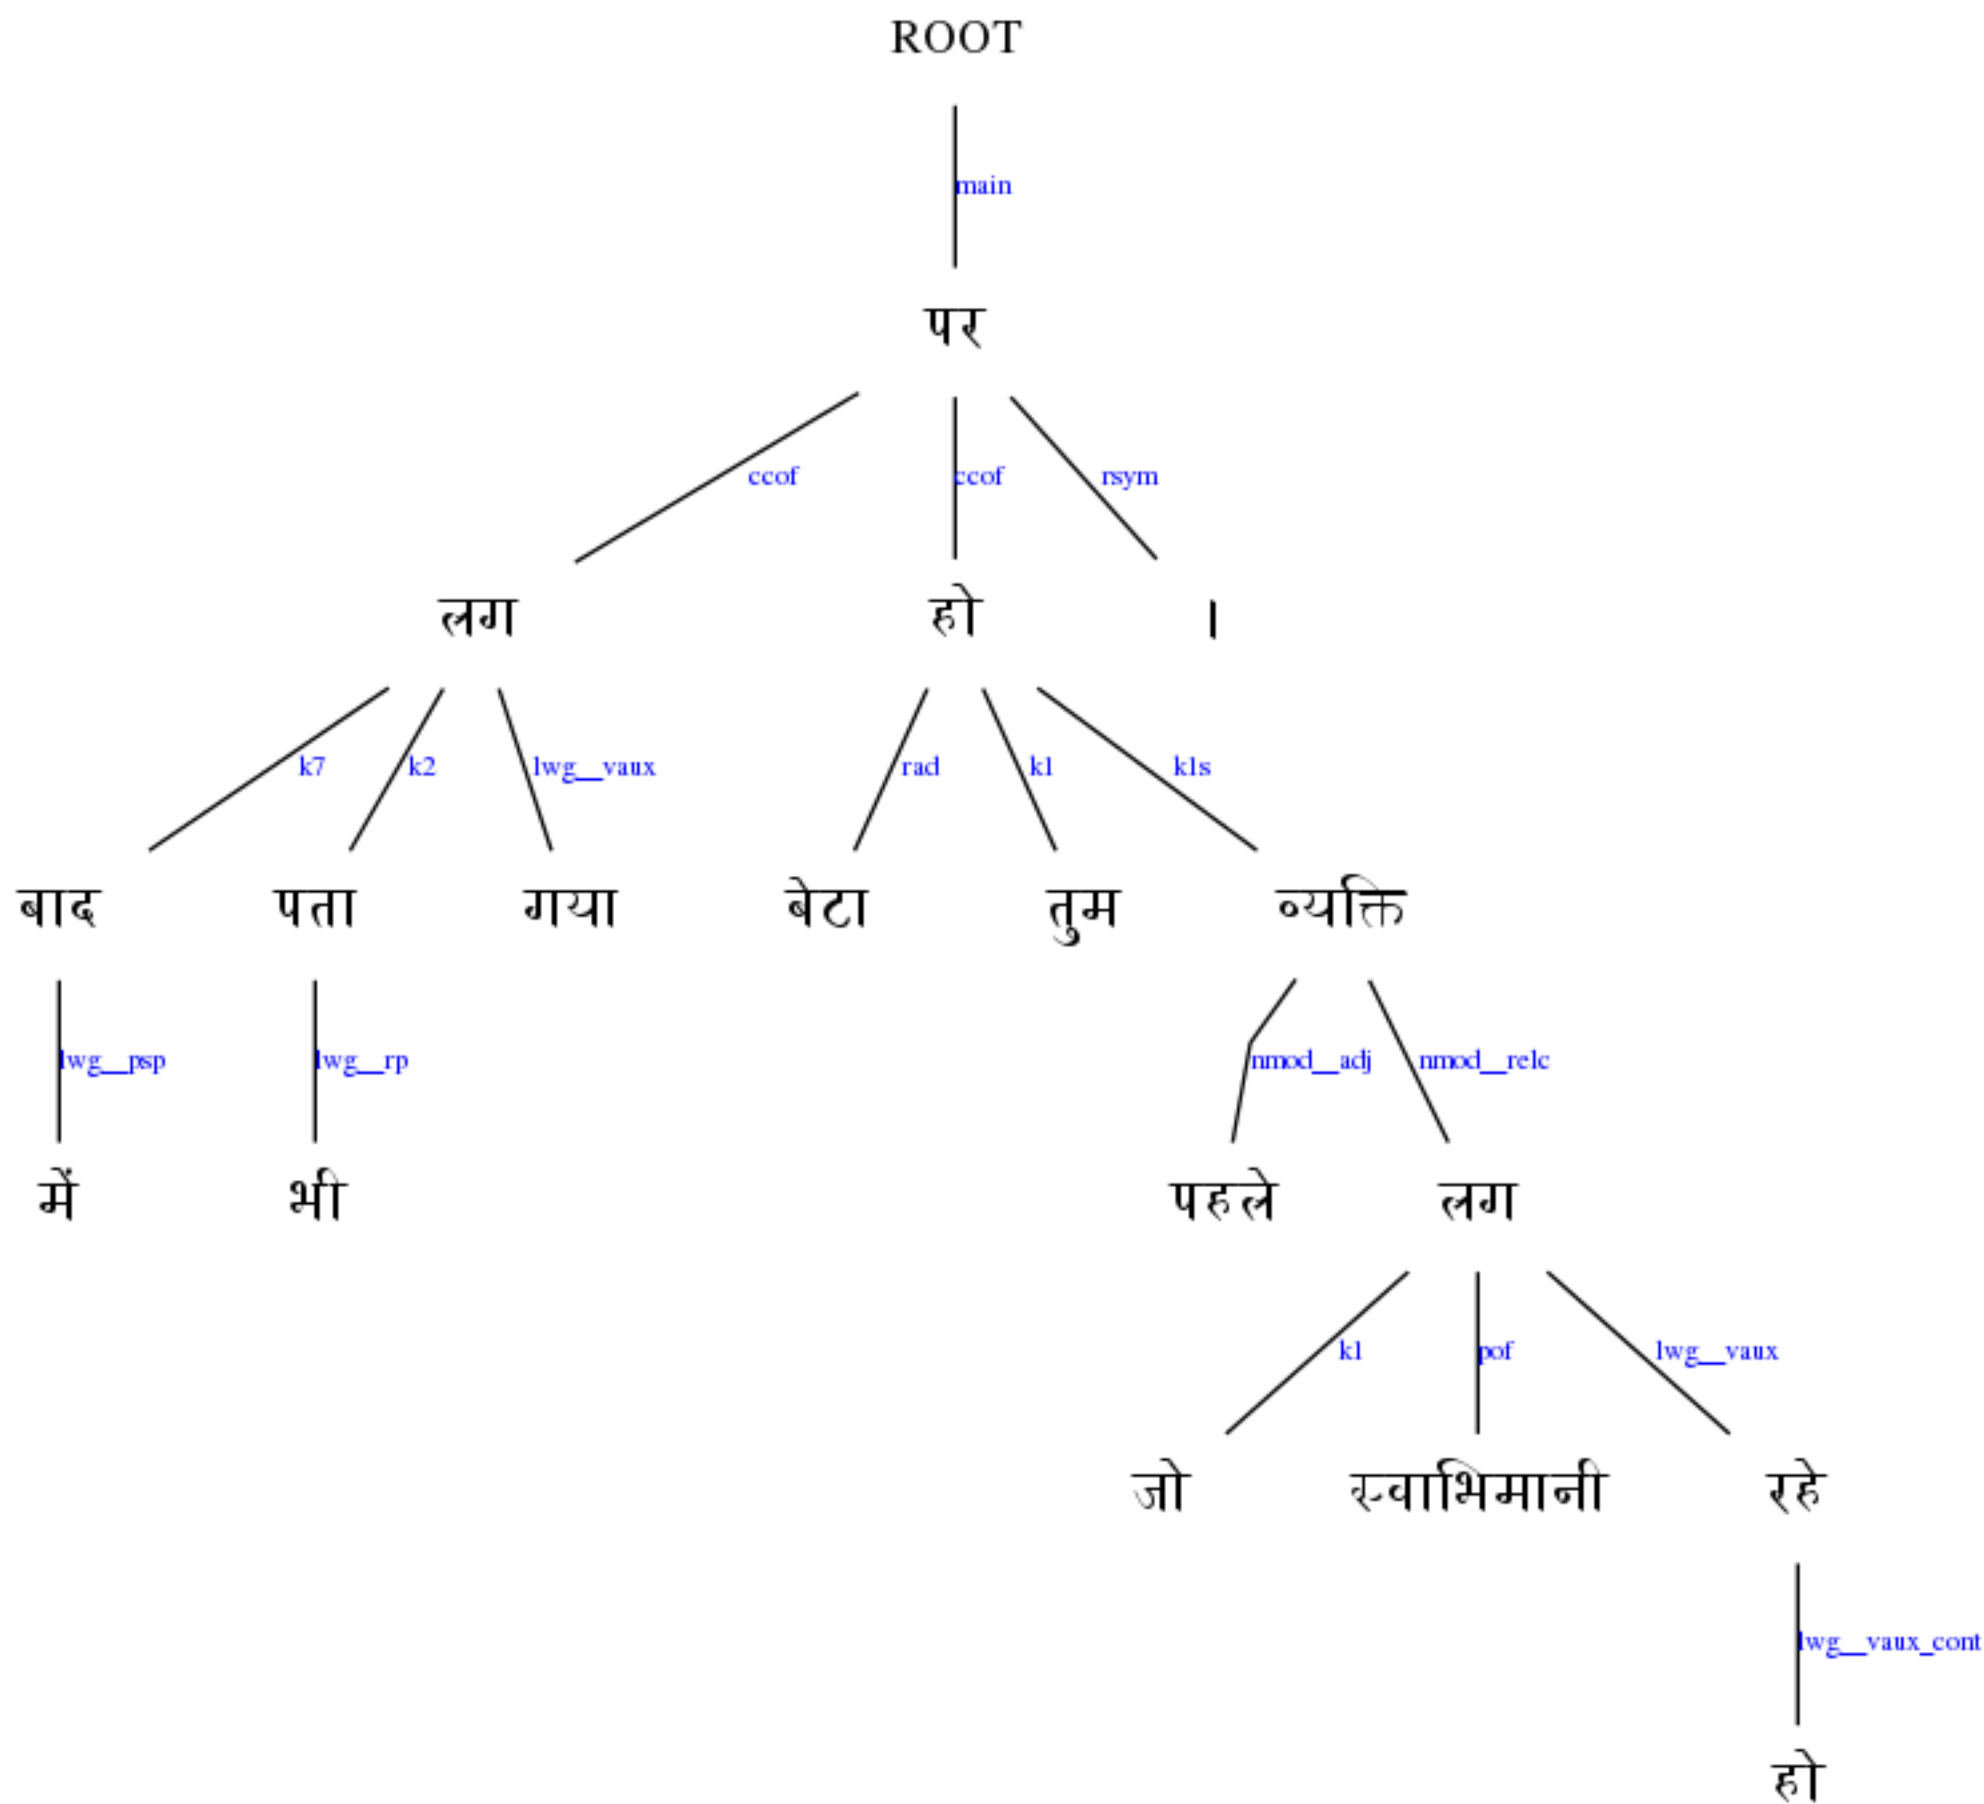 ROOT
main
पर
ccof ccof rsym
लग हो ।
k7 k2 lwg__vaux rad k1 k1s
बाद पता गया बेटा तुम व्यक्ति
lwg__psp lwg__rp nmod__adj nmod__relc
में भी पहले लग
k1 pof lwg__vaux
जो स्वाभिमानी रहे
lwg__vaux_cont
हो